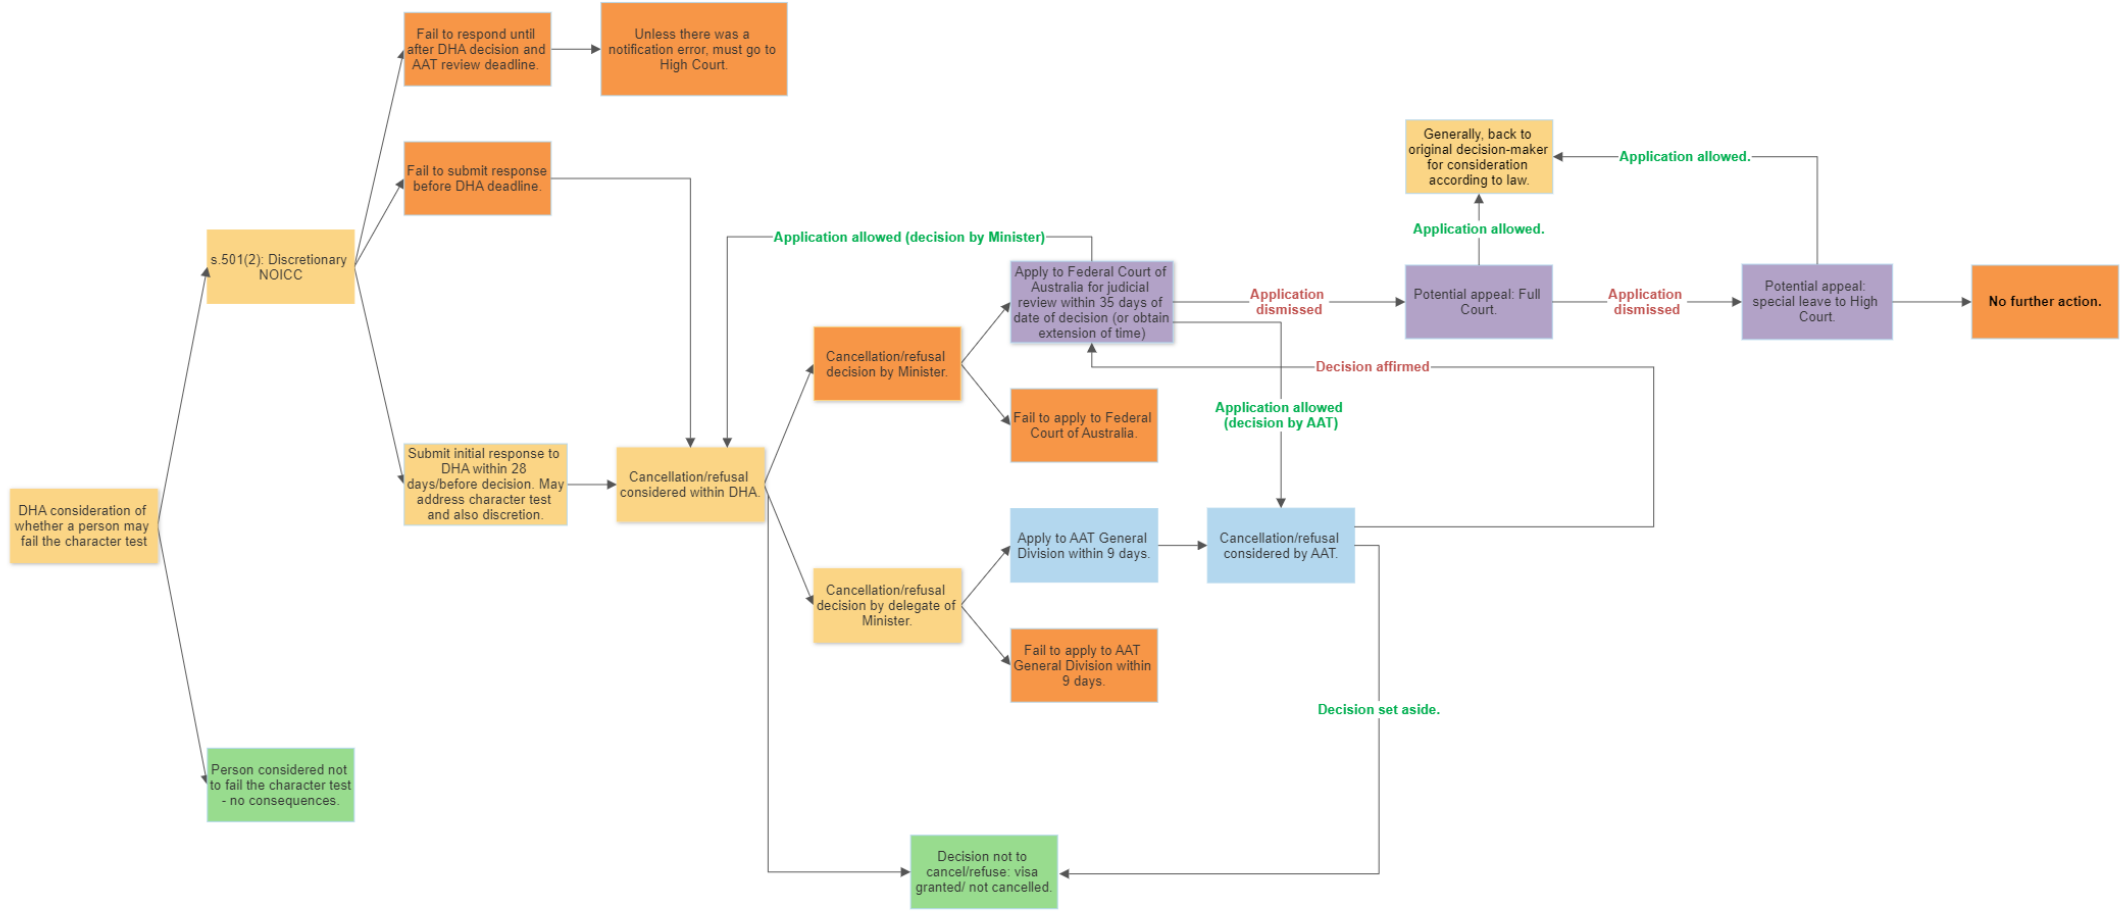 Fail to respond until
after DHA decision and
AAT review deadline.
Unless there was a
notification error, must go to
High Court.
Fail to submit response
before DHA deadline.
Generally, back to
original decision-maker
for consideration
according to law.
Application allowed.
Application allowed.
s.501(2): Discretionary
NOICC
Application allowed (decision by Minister)
Apply to Federal Court of
Australia for judicial
review within 35 days of
date of decision (or obtain
extension of time)
Application
dismissed
Potential appeal: Full
Court.
Application
dismissed
Potential appeal:
special leave to High
Court.
No further action.
Cancellation/refusal
decision by Minister.
Decision affirmed
Fail to apply to Federal
Court of Australia.
Application allowed
(decision by AAT)
Submit initial response to
DHA within 28
days/before decision. May
address character test
and also discretion.
Cancellation/refusal
considered within DHA.
DHA consideration of
whether a person may
fail the character test
Apply to AAT General
Division within 9 days.
Cancellation/refusal
considered by AAT.
Cancellation/refusal
decision by delegate of
Minister.
Fail to apply to AAT
General Division within
9 days.
Decision set aside.
Person considered not
to fail the character test
- no consequences.
Decision not to
cancel/refuse: visa
granted/ not cancelled.